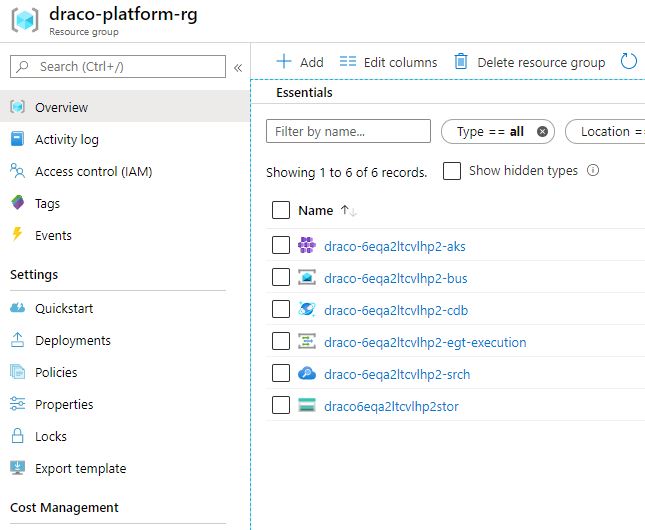 draco-platform-rg
Resource group
Search (Ctrl+/)
«
Overview
Activity log
Access control (IAM)
Tags
Events
Settings
Quickstart
Deployments
Policies
Properties
Locks
Export template
Cost Management
Add
Edit columns
Delete resource group
Essentials
Filter by name...
Type == all
Location ==
Showing 1 to 6 of 6 records.
Show hidden types
Name ↑↓
draco-6eqa2ltcvlhp2-aks
draco-6eqa2ltcvlhp2-bus
draco-6eqa2ltcvlhp2-cdb
draco-6eqa2ltcvlhp2-egt-execution
draco-6eqa2ltcvlhp2-srch
draco6eqa2ltcvlhp2stor